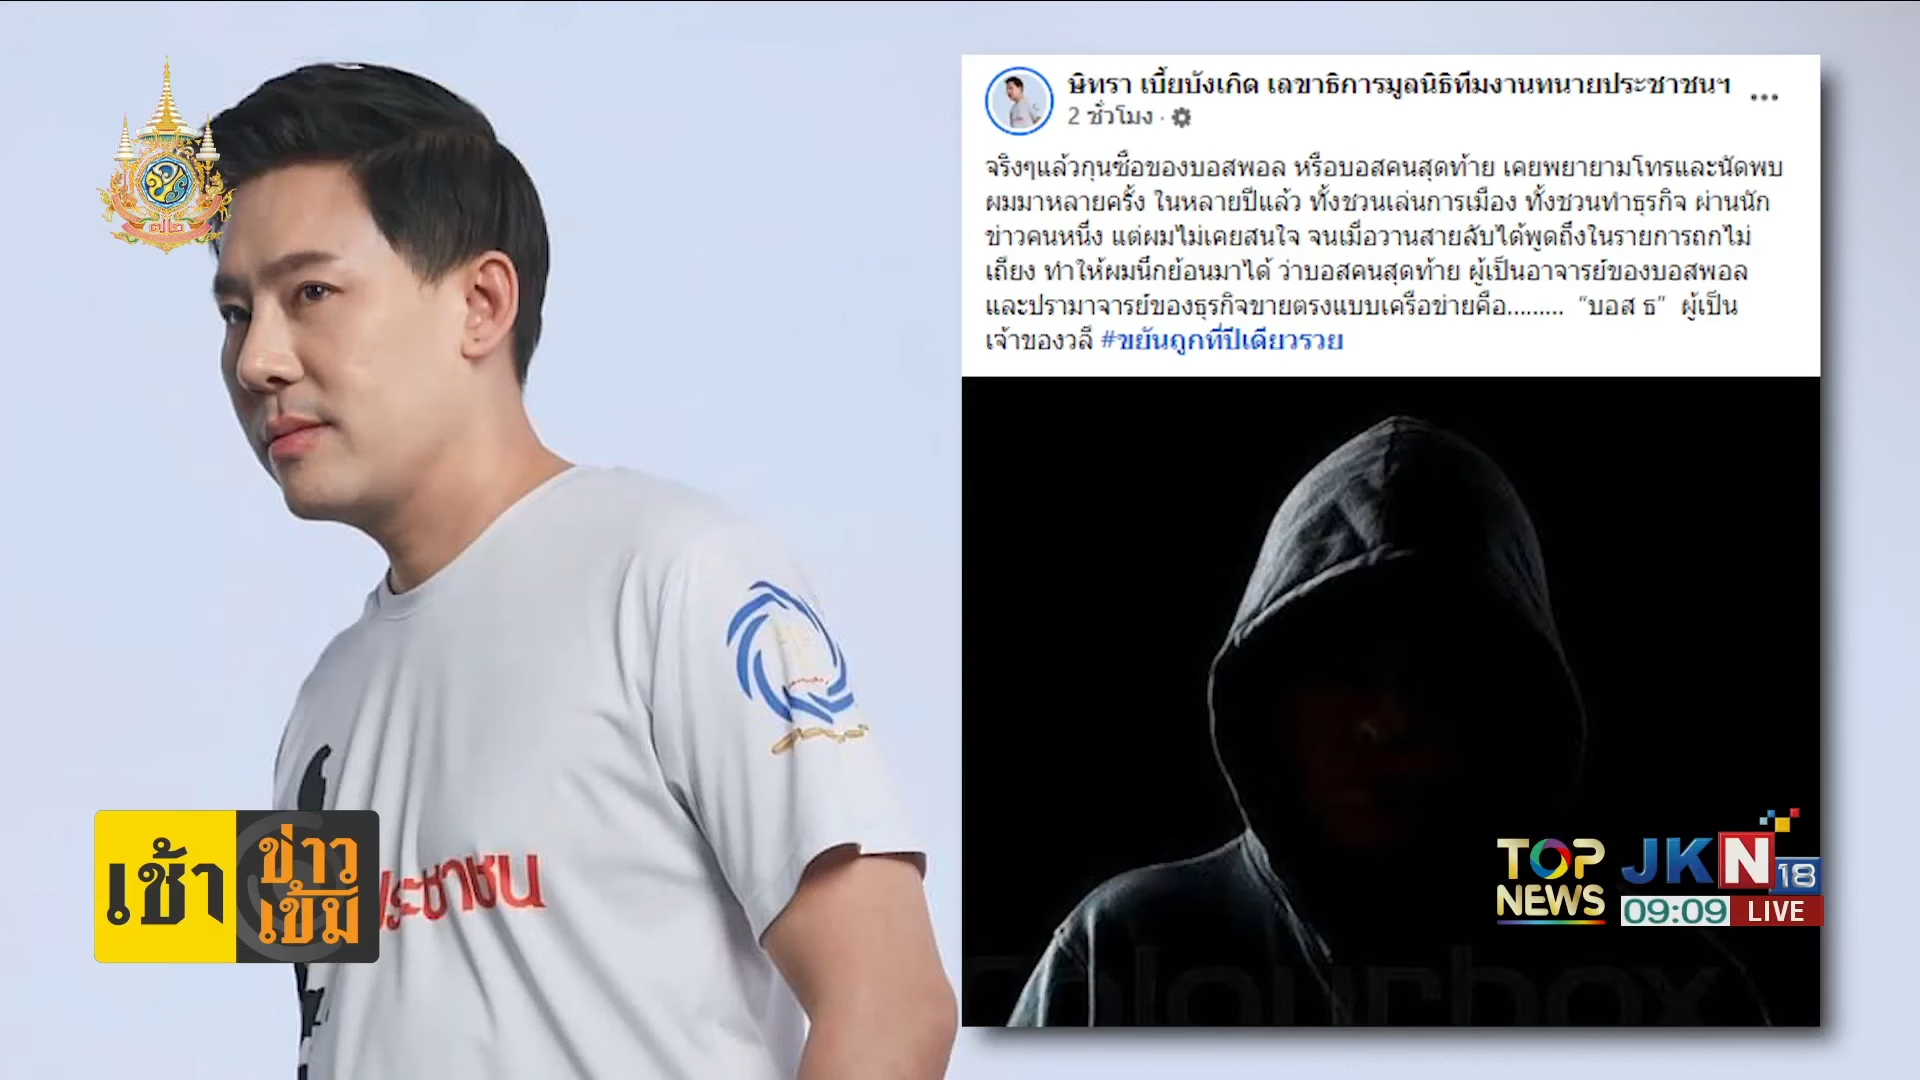 ษิทรา เบี้ยบังเกิด เลขาธิการมูลนิธิทีมงานทนายประชาชนฯ
2 ชั่วโมง
จริงๆแล้วกุนซือของบอสพอล หรือบอสคนสุดท้าย เคยพยายามโทรและนัดพบ
ผมมาหลายครั้ง ในหลายปีแล้ว ทั้งชวนเล่นการเมือง ทั้งชวนทำธุรกิจ ผ่านนัก
ข่าวคนหนึ่ง แต่ผมไม่เคยสนใจ จนเมื่อวานสายลับได้พูดถึงในรายการถกไม่
เถียง ทำให้ผมนึกย้อนมาได้ ว่าบอสคนสุดท้าย ผู้เป็นอาจารย์ของบอสพอล
และปรามาจารย์ของธุรกิจขายตรงแบบเครือข่ายคือ......... “บอส ธ” ผู้เป็น
เจ้าของวลี #ขยันถูกที่ปีเดียวรวย
เช้า
ข่าว
เข้ม
ประชาชน
TOP
NEWS
JKN
18
09:09
LIVE
colourbox